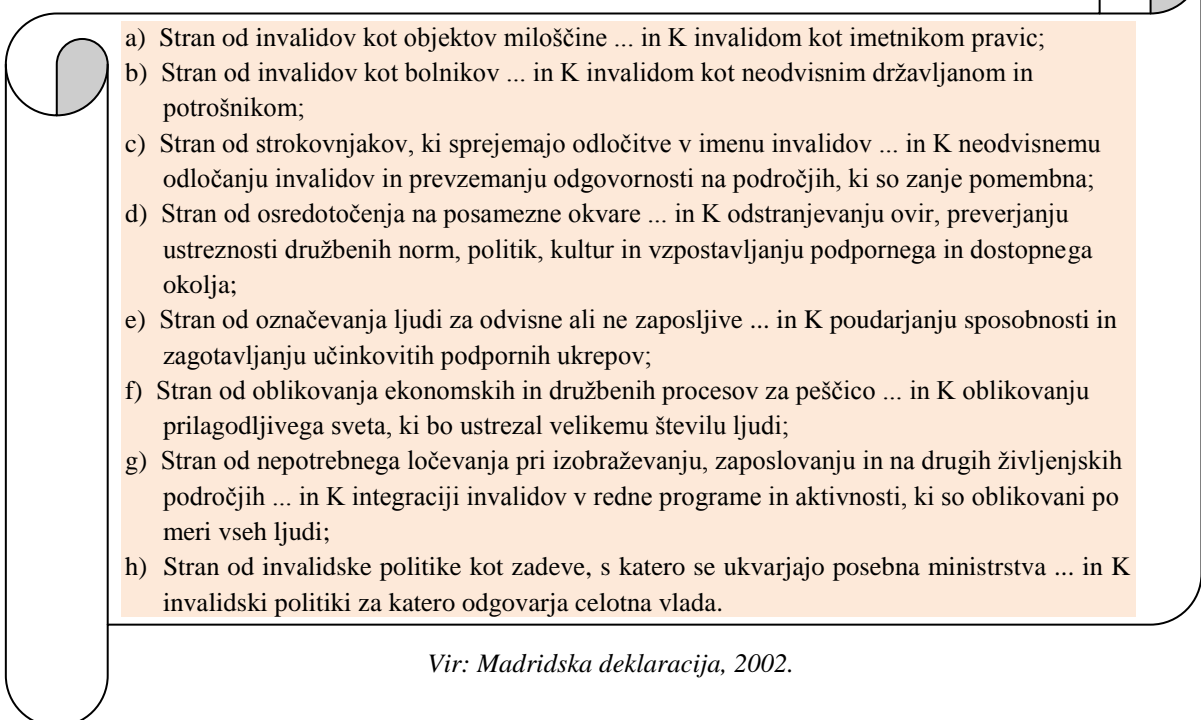 a) Stran od invalidov kot objektov miloščine ... in K invalidom kot imetnikom pravic;
b) Stran od invalidov kot bolnikov ... in K invalidom kot neodvisnim državljanom in
potrošnikom;
c) Stran od strokovnjakov, ki sprejemajo odločitve v imenu invalidov ... in K neodvisnemu
odločanju invalidov in prevzemanju odgovornosti na področjih, ki so zanje pomembna;
d) Stran od osredotočenja na posamezne okvare ... in K odstranjevanju ovir, preverjanju
ustreznosti družbenih norm, politik, kultur in vzpostavljanju podpornega in dostopnega
okolja;
e) Stran od označevanja ljudi za odvisne ali ne zaposljive ... in K poudarjanju sposobnosti in
zagotavljanju učinkovitih podpornih ukrepov;
f) Stran od oblikovanja ekonomskih in družbenih procesov za peščico ... in K oblikovanju
prilagodljivega sveta, ki bo ustrezal velikemu številu ljudi;
g) Stran od nepotrebnega ločevanja pri izobraževanju, zaposlovanju in na drugih življenjskih
področjih ... in K integraciji invalidov v redne programe in aktivnosti, ki so oblikovani po
meri vseh ljudi;
h) Stran od invalidske politike kot zadeve, s katero se ukvarjajo posebna ministrstva ... in K
invalidski politiki za katero odgovarja celotna vlada.
Vir: Madridska deklaracija, 2002.